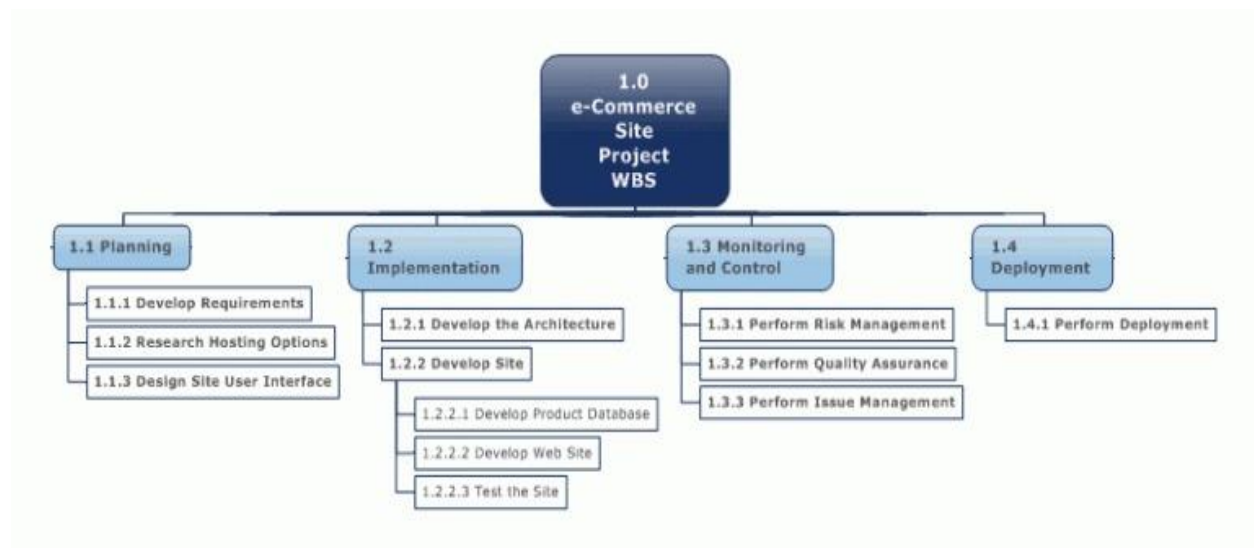 1.0
e-Commerce
Site
Project
WBS
1.1 Planning
1.1.1 Develop Requirements
1.1.2 Research Hosting Options
1.1.3 Design Site User Interface
1.2
Implementation
1.2.1 Develop the Architecture
1.2.2 Develop Site
1.2.2.1 Develop Product Database
1.2.2.2 Develop Web Site
1.2.2.3 Test the Site
1.3 Monitoring
and Control
1.3.1 Perform Risk Management
1.3.2 Perform Quality Assurance
1.3.3 Perform Issue Management
1.4
Deployment
1.4.1 Perform Deployment